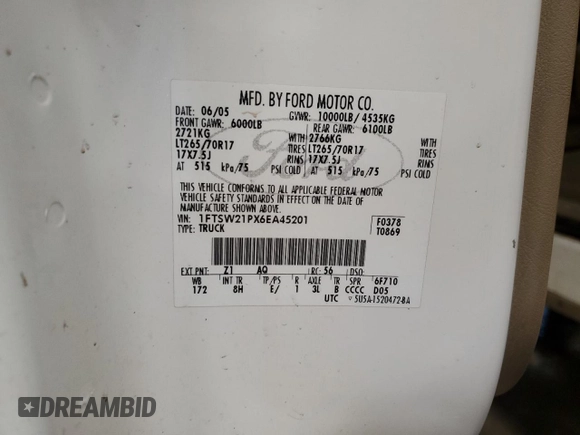 MFD. BY FORD MOTOR CO.
DATE: 06/05 GVWR: 10000LB/ 4535KG
FRONT GAWR: 6000LB REAR GAWR: 6100LB
2721KG WITH 2766KG WITH
LT265/70R17 TIRES LT265/70R17 TIRES
17X7.5J RIMS 17X7.5J RIMS
AT 515 kPa/75 PSI COLD AT 515 kPa/75 PSI COLD
THIS VEHICLE CONFORMS TO ALL APPLICABLE FEDERAL MOTOR
VEHICLE SAFETY STANDARDS IN EFFECT ON THE DATE OF
MANUFACTURE SHOWN ABOVE.
VIN: 1FTSW21PX6EA45201 F0378
TYPE: TRUCK T0869
Ford
EXT PNT: Z1 AQ RC: 56 DSO:
WB TP/PS R AXLE TR SPR 6F710
172 8H E/ 1 3L B CCCC D05
UTC ▽ 5U5A-1520472-BA
DREAMBID